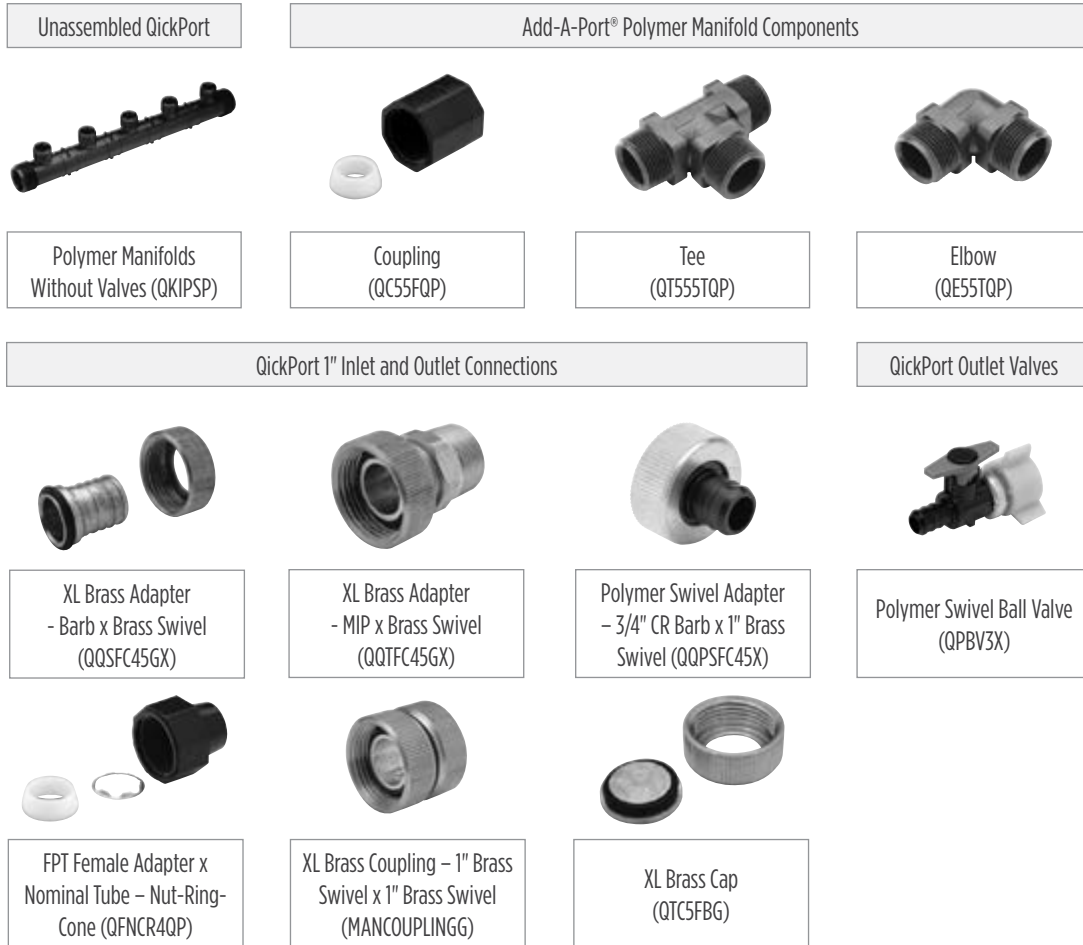 Unassembled QickPort
Add-A-Port® Polymer Manifold Components
Polymer Manifolds
Without Valves (QKIPSP)
Coupling
(QC55FQP)
Tee
(QT555TQP)
Elbow
(QE55TQP)
QickPort 1" Inlet and Outlet Connections
QickPort Outlet Valves
XL Brass Adapter
- Barb x Brass Swivel
(QQSFC45GX)
XL Brass Adapter
- MIP x Brass Swivel
(QQTFC45GX)
Polymer Swivel Adapter
– 3/4" CR Barb x 1" Brass
Swivel (QQPSFC45X)
Polymer Swivel Ball Valve
(QPBV3X)
FPT Female Adapter x
Nominal Tube – Nut-Ring-
Cone (QFNCR4QP)
XL Brass Coupling – 1" Brass
Swivel x 1" Brass Swivel
(MANCOUPLINGG)
XL Brass Cap
(QTC5FBG)